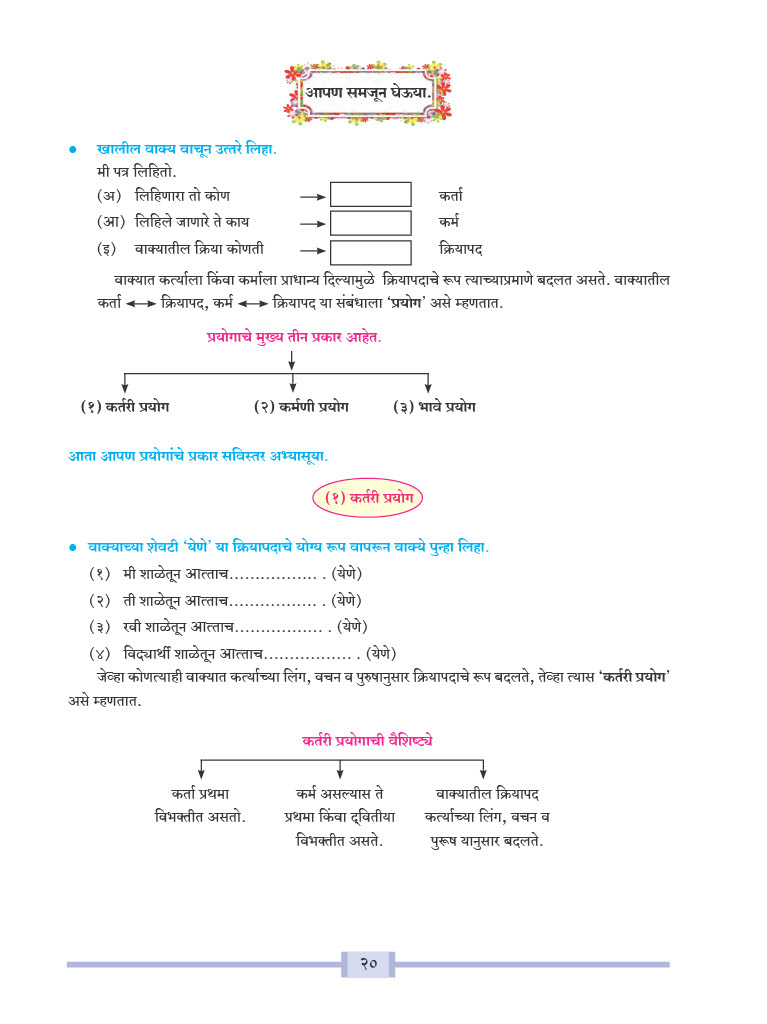 आपण समजून घेऊया.
● खालील वाक्य वाचून उत्तरे लिहा.
मी पत्र लिहितो.
(अ) लिहिणारा तो कोण → कर्ता
(आ) लिहिले जाणारे ते काय → कर्म
(इ) वाक्यातील क्रिया कोणती → क्रियापद
वाक्यात कर्त्याला किंवा कर्माला प्राधान्य दिल्यामुळे क्रियापदाचे रूप त्याच्याप्रमाणे बदलत असते. वाक्यातील
कर्ता ↔ क्रियापद, कर्म ↔ क्रियापद या संबंधाला ‘प्रयोग’ असे म्हणतात.
प्रयोगाचे मुख्य तीन प्रकार आहेत.
(१) कर्तरी प्रयोग (२) कर्मणी प्रयोग (३) भावे प्रयोग
आता आपण प्रयोगांचे प्रकार सविस्तर अभ्यासूया.
(१) कर्तरी प्रयोग
● वाक्याच्या शेवटी ‘येणे’ या क्रियापदाचे योग्य रूप वापरून वाक्ये पुन्हा लिहा.
(१) मी शाळेतून आत्ताच................. . (येणे)
(२) ती शाळेतून आत्ताच................. . (येणे)
(३) रवी शाळेतून आत्ताच................. . (येणे)
(४) विद्यार्थी शाळेतून आत्ताच................. . (येणे)
जेव्हा कोणत्याही वाक्यात कर्त्याच्या लिंग, वचन व पुरुषानुसार क्रियापदाचे रूप बदलते, तेव्हा त्यास ‘कर्तरी प्रयोग’
असे म्हणतात.
कर्तरी प्रयोगाची वैशिष्ट्ये
कर्ता प्रथमा कर्म असल्यास ते वाक्यातील क्रियापद
विभक्तीत असतो. प्रथमा किंवा द्‌वितीया कर्त्याच्या लिंग, वचन व
विभक्तीत असते. पुरूष यानुसार बदलते.
२०